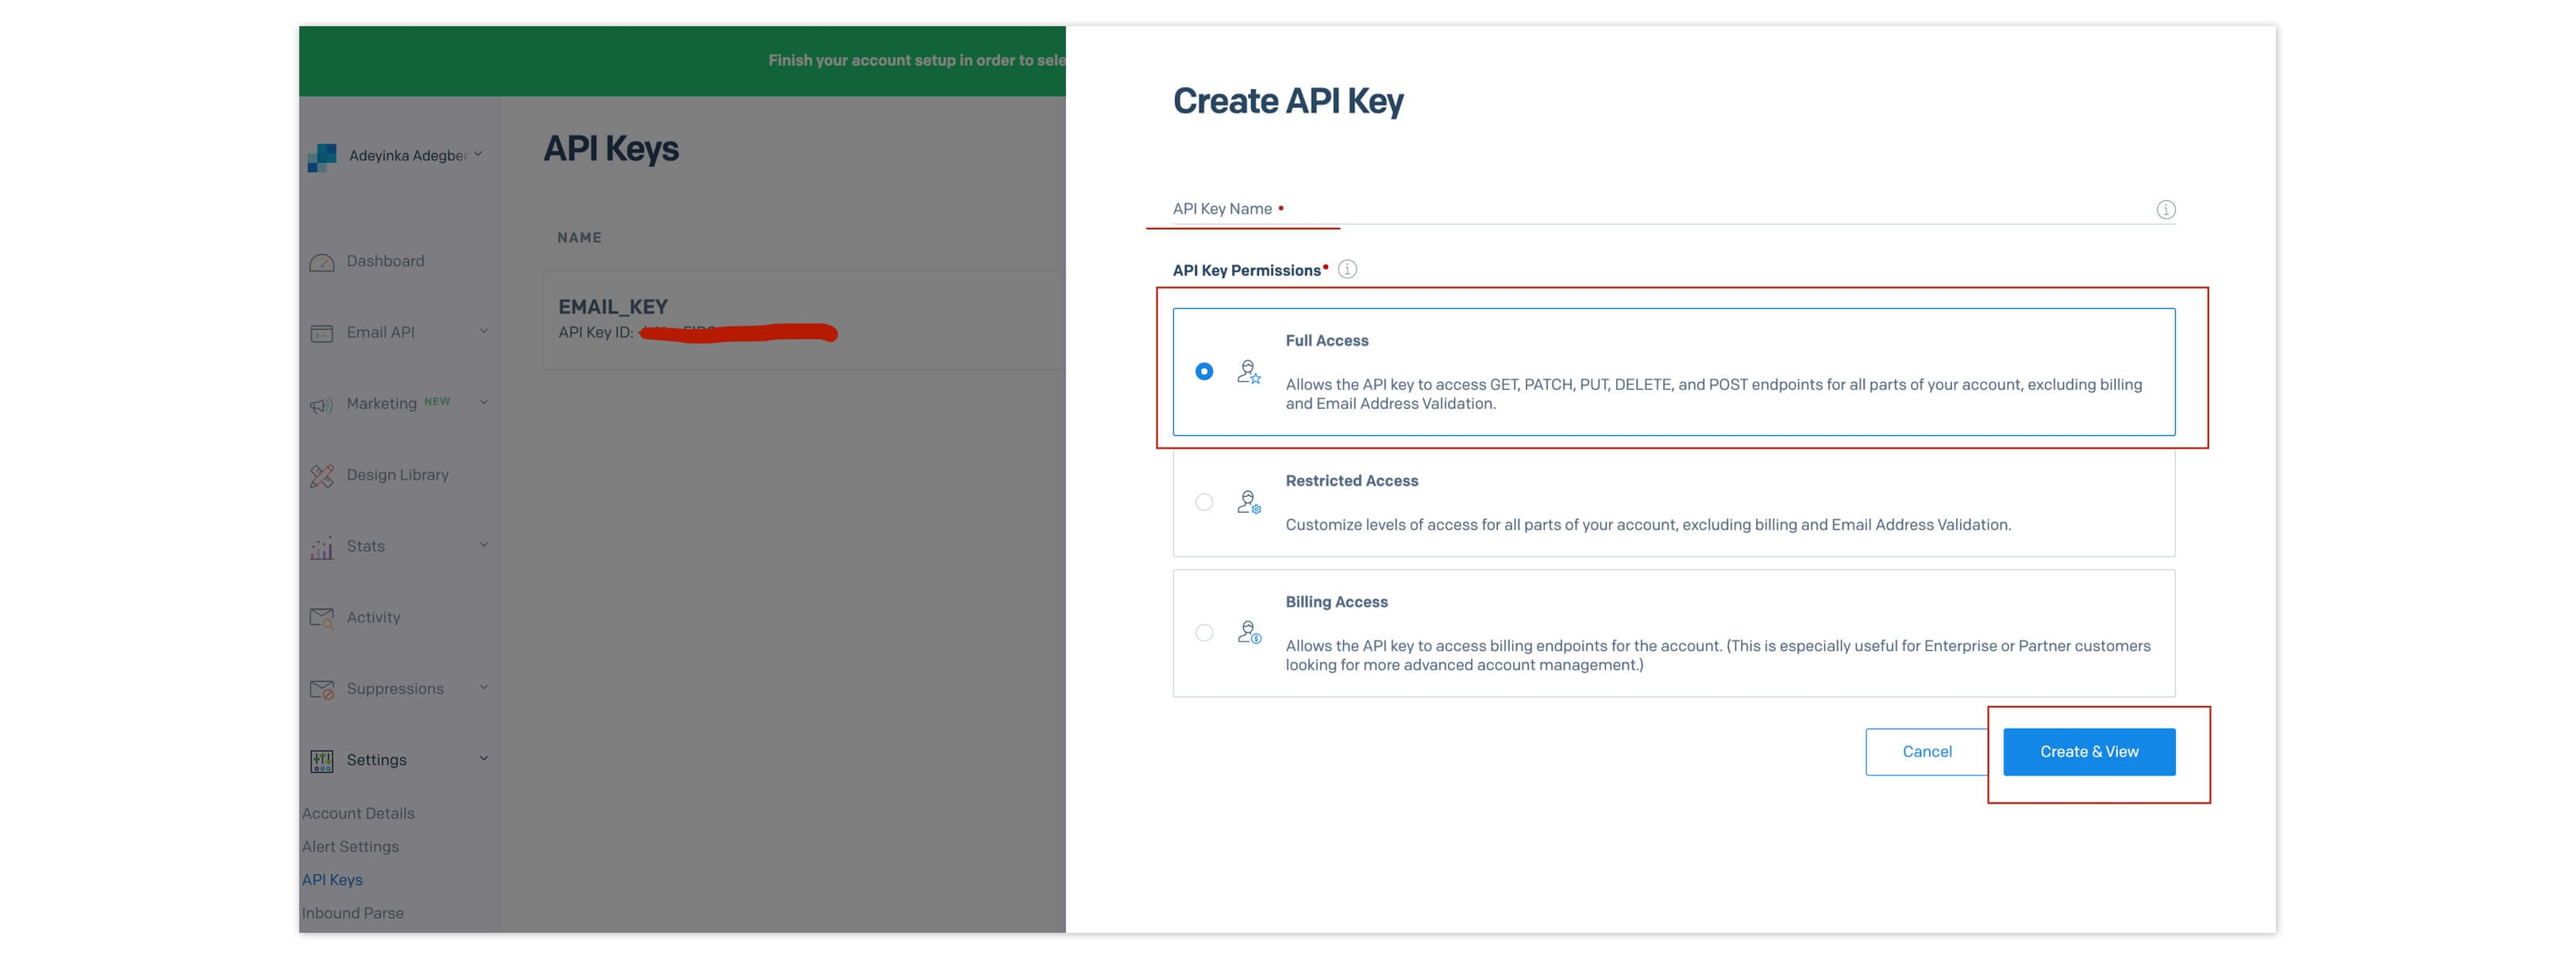 Finish your account setup in order to sele
Adeyinka Adegber
Dashboard
Email API
Marketing NEW
Design Library
Stats
Activity
Suppressions
Settings
Account Details
Alert Settings
API Keys
Inbound Parse
API Keys
NAME
EMAIL_KEY
API Key ID:
Create API Key
API Key Name
API Key Permissions
Full Access
Allows the API key to access GET, PATCH, PUT, DELETE, and POST endpoints for all parts of your account, excluding billing
and Email Address Validation.
Restricted Access
Customize levels of access for all parts of your account, excluding billing and Email Address Validation.
Billing Access
Allows the API key to access billing endpoints for the account. (This is especially useful for Enterprise or Partner customers
looking for more advanced account management.)
Cancel
Create & View